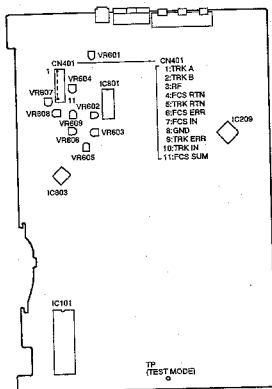 VR601
CN401
CN401
1
VR604
1:TRK A
2:TRK B
3:RF
4:FCS RTN
5:TRK RTN
6:FCS ERR
7:FCS IN
8:GND
9:TRK ERR
10:TRK IN
11:FCS SUM
VR607
IC601
11
VR602
VR608
VR609
VR603
VR606
VR605
IC209
IC603
IC101
TP
(TEST MODE)